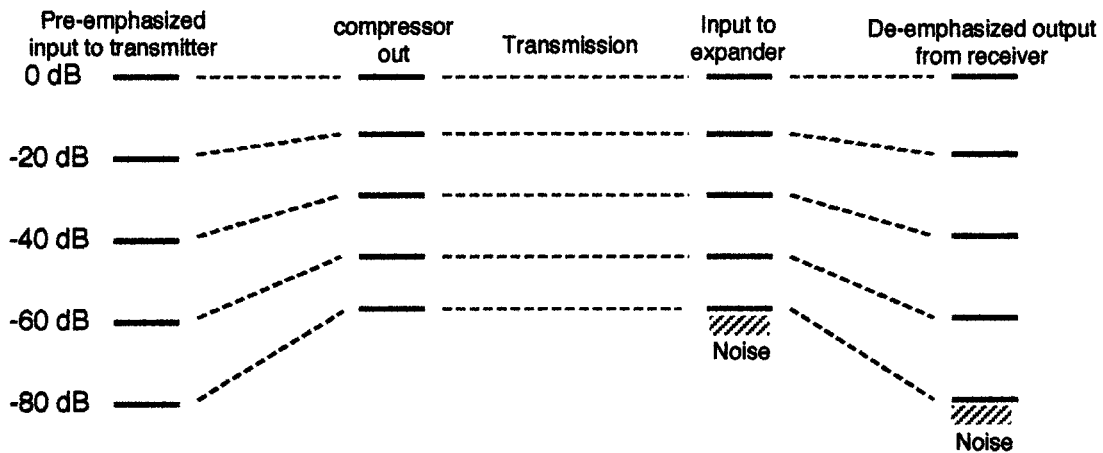 Pre-emphasized
input to transmitter
compressor
out
Transmission
Input to
expander
De-emphasized output
from receiver
0 dB
-20 dB
-40 dB
-60 dB
-80 dB
Noise
Noise